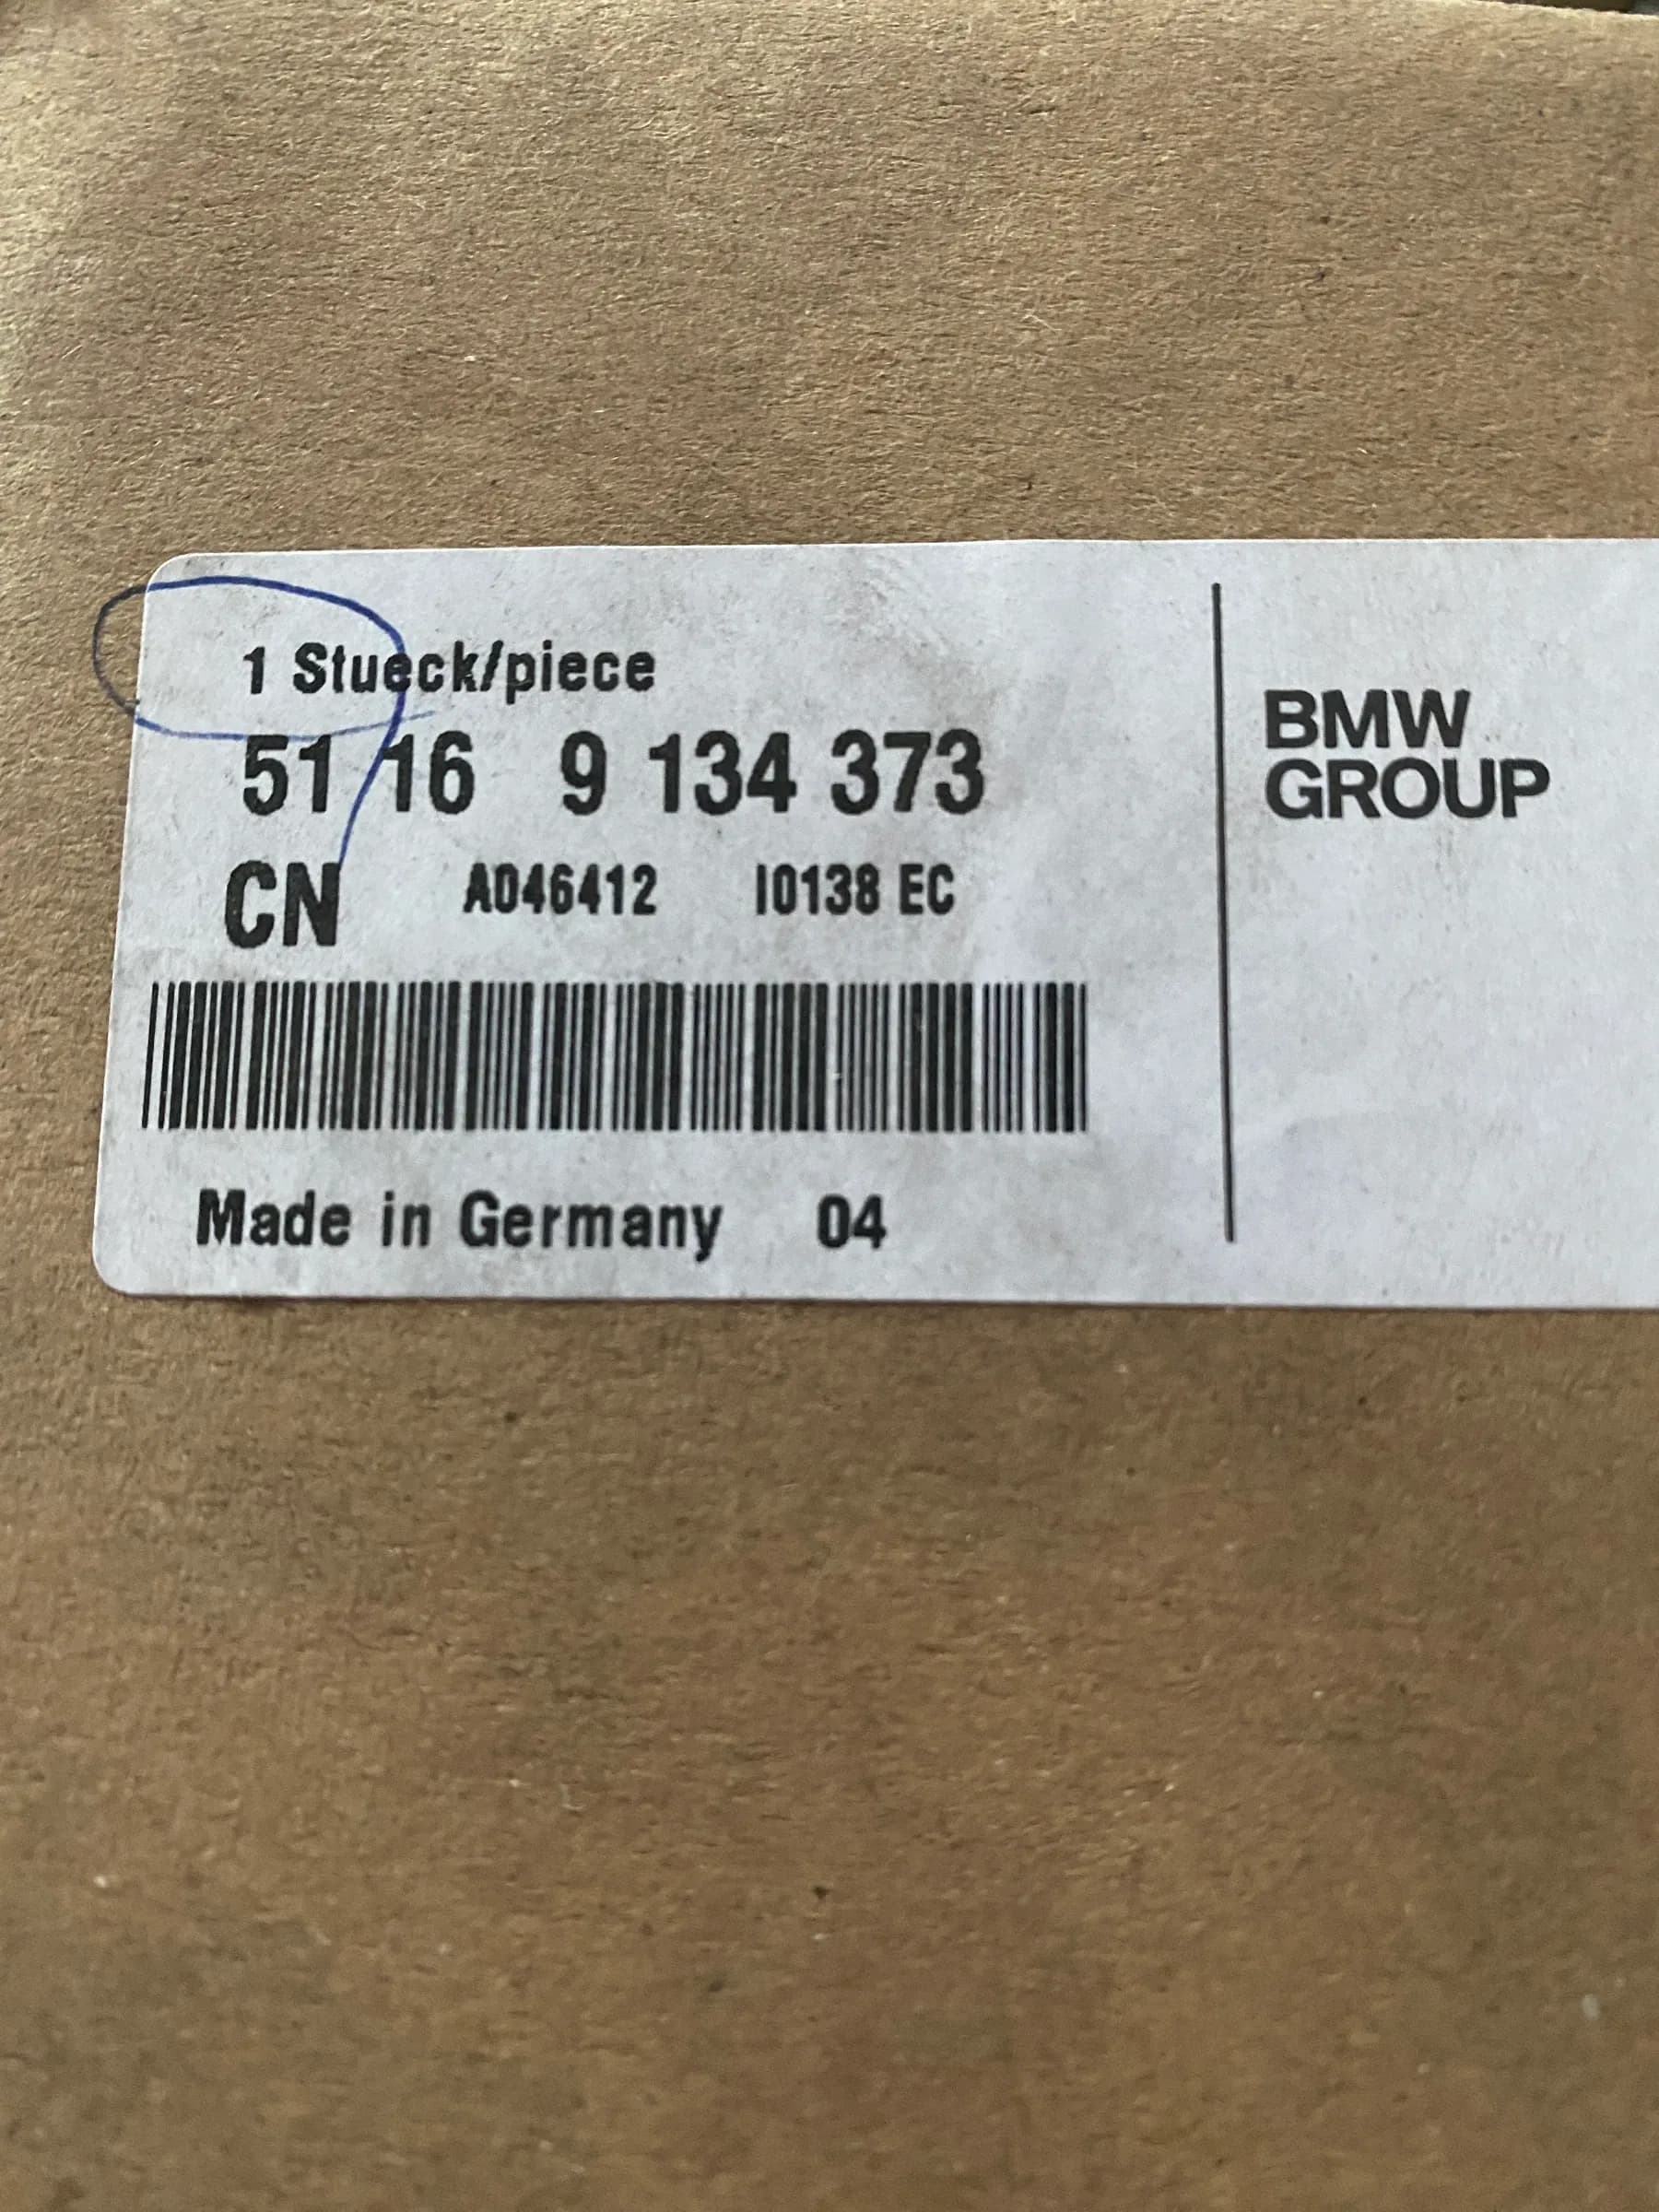 1 Stueck/piece
51 16 9 134 373
CN A046412 I0138 EC
Made in Germany 04
BMW
GROUP